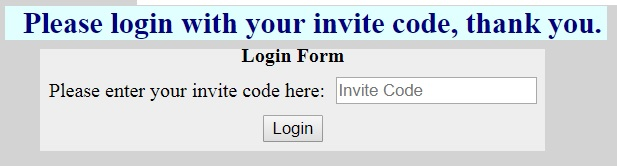 Please login with your invite code, thank you.
Login Form
Please enter your invite code here: Invite Code
Login